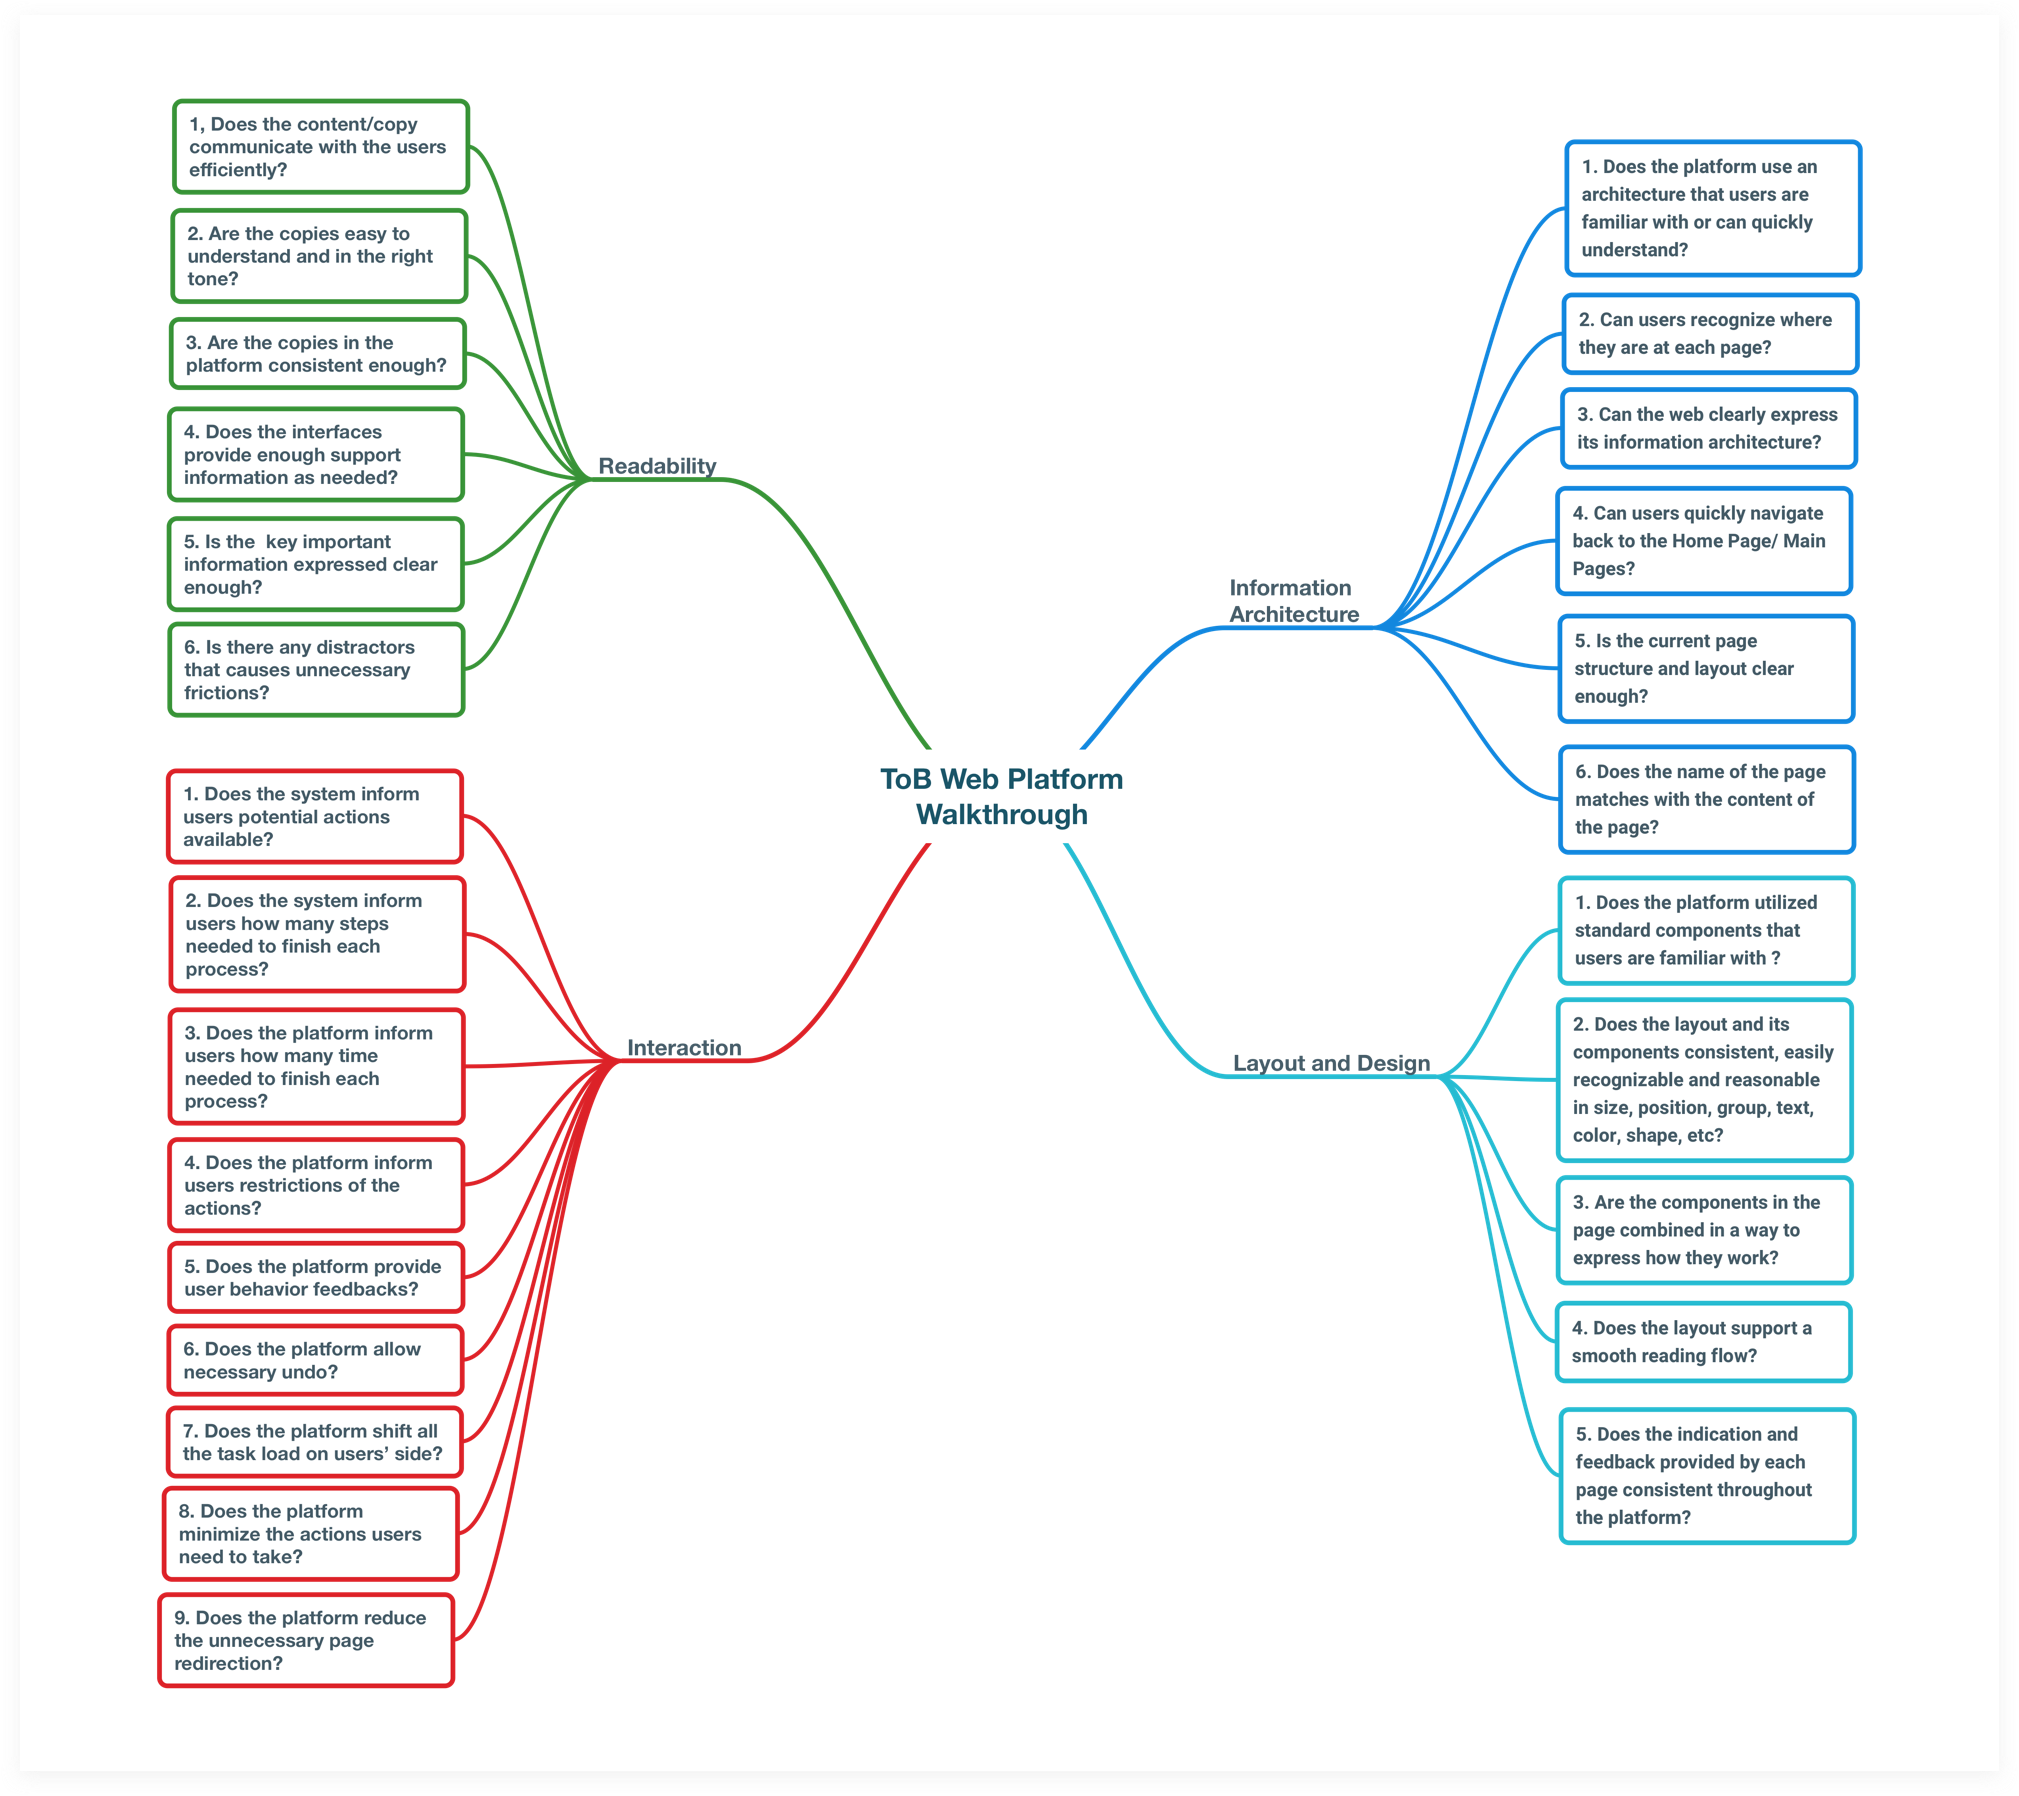 ToB Web Platform
Walkthrough
Readability
1, Does the content/copy
communicate with the users
efficiently?
2. Are the copies easy to
understand and in the right
tone?
3. Are the copies in the
platform consistent enough?
4. Does the interfaces
provide enough support
information as needed?
5. Is the  key important
information expressed clear
enough?
6. Is there any distractors
that causes unnecessary
frictions?
Interaction
1. Does the system inform
users potential actions
available?
2. Does the system inform
users how many steps
needed to finish each
process?
3. Does the platform inform
users how many time
needed to finish each
process?
4. Does the platform inform
users restrictions of the
actions?
5. Does the platform provide
user behavior feedbacks?
6. Does the platform allow
necessary undo?
7. Does the platform shift all
the task load on users’ side?
8. Does the platform
minimize the actions users
need to take?
9. Does the platform reduce
the unnecessary page
redirection?
Information
Architecture
1. Does the platform use an
architecture that users are
familiar with or can quickly
understand?
2. Can users recognize where
they are at each page?
3. Can the web clearly express
its information architecture?
4. Can users quickly navigate
back to the Home Page/ Main
Pages?
5. Is the current page
structure and layout clear
enough?
6. Does the name of the page
matches with the content of
the page?
Layout and Design
1. Does the platform utilized
standard components that
users are familiar with ?
2. Does the layout and its
components consistent, easily
recognizable and reasonable
in size, position, group, text,
color, shape, etc?
3. Are the components in the
page combined in a way to
express how they work?
4. Does the layout support a
smooth reading flow?
5. Does the indication and
feedback provided by each
page consistent throughout
the platform?